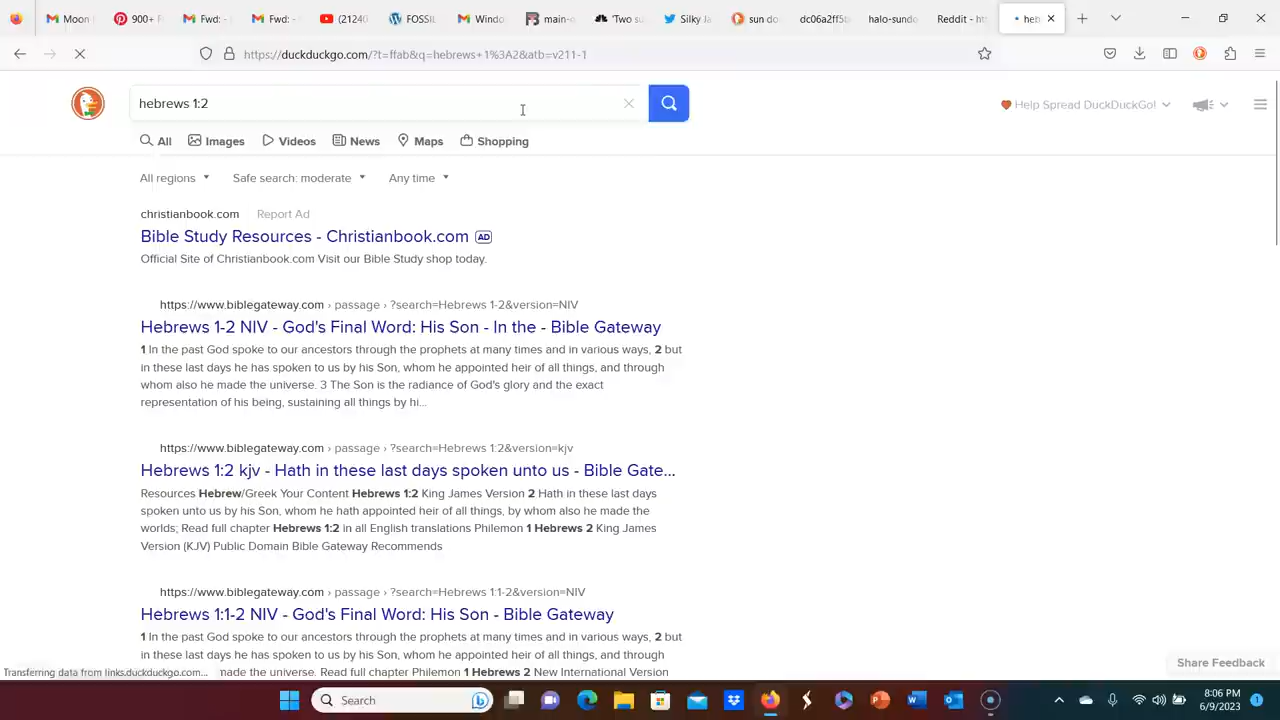 Moon
900+ F
Fwd: -
Fwd: -
(21240
FOSSIL
Windo
main-n
'Two su
Silky Ja
sun do
dc06a2ff5b
halo-sundo
Reddit - h
heb
https://duckduckgo.com/?t=ffab&q=hebrews+1%3A2&atb=v211-1
hebrews 1:2
Help Spread DuckDuckGo!
All
Images
Videos
News
Maps
Shopping
All regions
Safe search: moderate
Any time
christianbook.com Report Ad
Bible Study Resources - Christianbook.com AD
Official Site of Christianbook.com Visit our Bible Study shop today.
https://www.biblegateway.com › passage › ?search=Hebrews 1-2&version=NIV
Hebrews 1-2 NIV - God's Final Word: His Son - In the - Bible Gateway
1 In the past God spoke to our ancestors through the prophets at many times and in various ways, 2 but
in these last days he has spoken to us by his Son, whom he appointed heir of all things, and through
whom also he made the universe. 3 The Son is the radiance of God's glory and the exact
representation of his being, sustaining all things by hi...
https://www.biblegateway.com › passage › ?search=Hebrews 1:2&version=kjv
Hebrews 1:2 kjv - Hath in these last days spoken unto us - Bible Gate...
Resources Hebrew/Greek Your Content Hebrews 1:2 King James Version 2 Hath in these last days
spoken unto us by his Son, whom he hath appointed heir of all things, by whom also he made the
worlds; Read full chapter Hebrews 1:2 in all English translations Philemon 1 Hebrews 2 King James
Version (KJV) Public Domain Bible Gateway Recommends
https://www.biblegateway.com › passage › ?search=Hebrews 1:1-2&version=NIV
Hebrews 1:1-2 NIV - God's Final Word: His Son - Bible Gateway
1 In the past God spoke to our ancestors through the prophets at many times and in various ways, 2 but
in these last days he has spoken to us by his Son, whom he appointed heir of all things, and through
Transferring data from links.duckduckgo.com...
made the universe. Read full chapter Philemon 1 Hebrews 2 New International Version
Share Feedback
Search
8:06 PM
6/9/2023